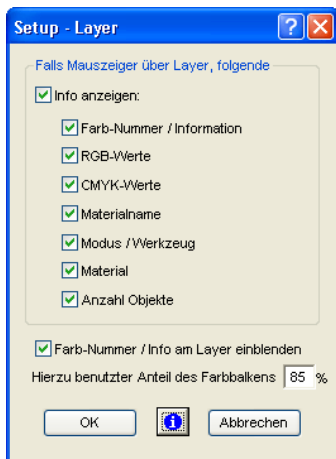 Setup - Layer
Falls Mauszeiger über Layer, folgende
Info anzeigen:
Farb-Nummer / Information
RGB-Werte
CMYK-Werte
Materialname
Modus / Werkzeug
Material
Anzahl Objekte
Farb-Nummer / Info am Layer einblenden
Hierzu benutzter Anteil des Farbbalkens 85 %
OK i Abbrechen